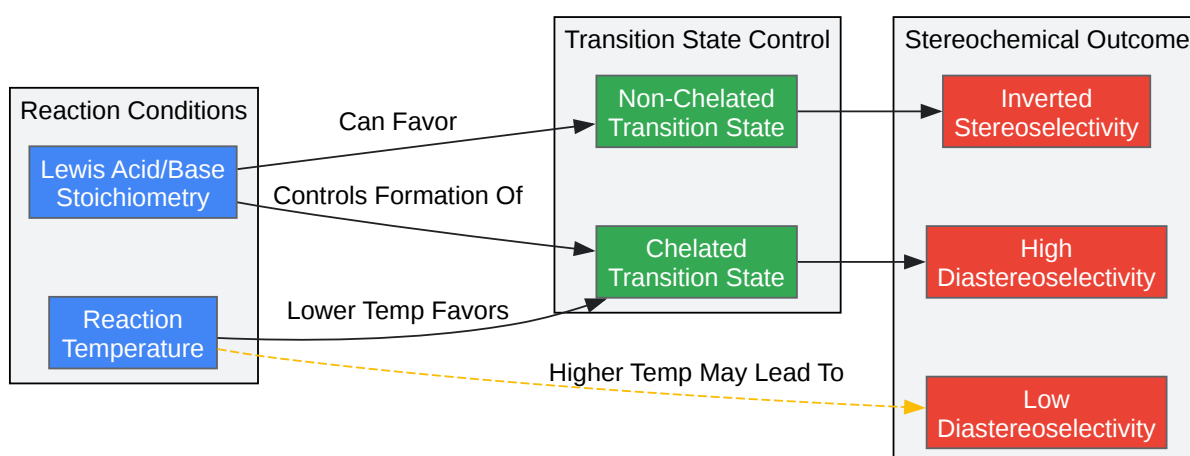 Reaction Conditions
Lewis Acid/Base
Stoichiometry
Reaction
Temperature
Can Favor
Controls Formation Of
Lower Temp Favors
Higher Temp May Lead To
Transition State Control
Non-Chelated
Transition State
Chelated
Transition State
Stereochemical Outcome
Inverted
Stereoselectivity
High
Diastereoselectivity
Low
Diastereoselectivity